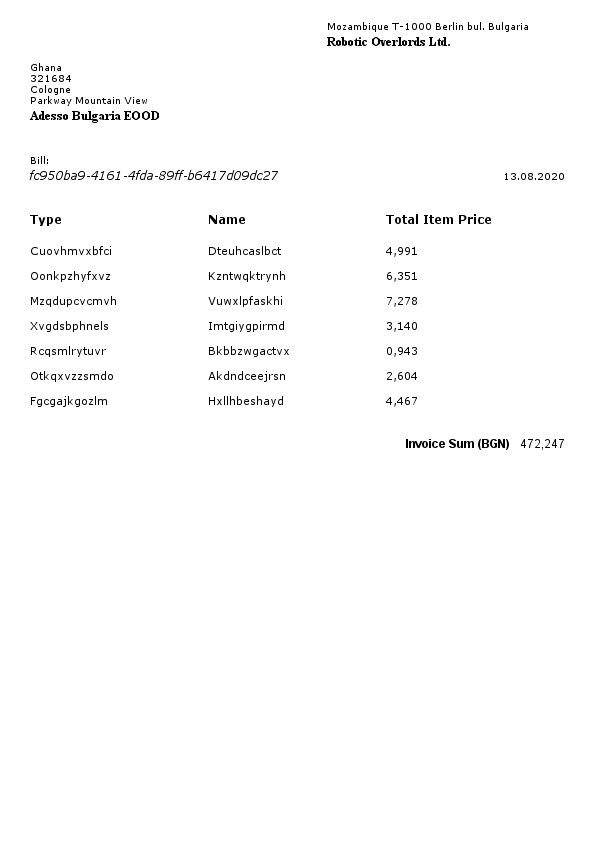 Mozambique T-1000 Berlin bul. Bulgaria
Robotic Overlords Ltd.
Ghana
321684
Cologne
Parkway Mountain View
Adesso Bulgaria EOOD
Bill:
fc950ba9-4161-4fda-89ff-b6417d09dc27 13.08.2020
Type Name Total Item Price
Cuovhmvxbfci Dteuhcaslbct 4,991
Oonkpzhyfxvz Kzntwqktrynh 6,351
Mzqdupcvcmvh Vuwxlpfaskhi 7,278
Xvgdsbphnels Imtgiygpirmd 3,140
Rcqsmlrytuvr Bkbbzwgactvx 0,943
Otkqxvzzsmdo Akdndceejrsn 2,604
Fgcgajkgozlm Hxllhbeshayd 4,467
Invoice Sum (BGN) 472,247